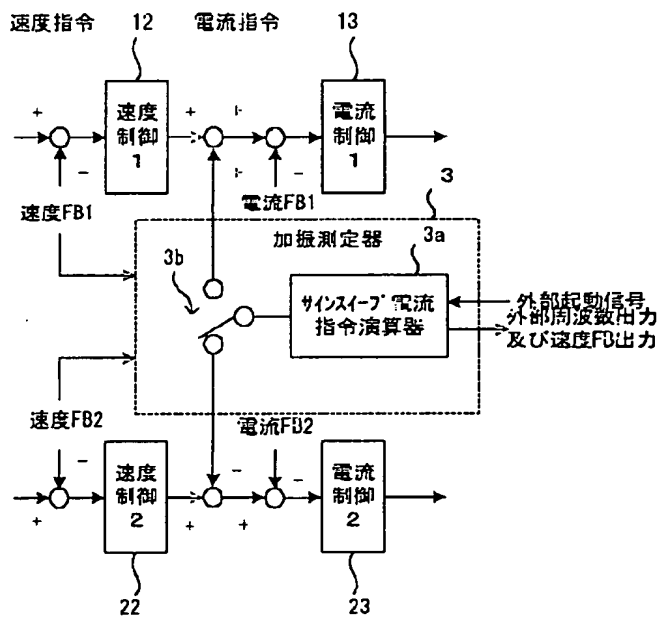 速度指令 12 電流指令 13
速度
制御
1
電流
制御
1
+
-
+
+
+
-
速度FB1
電流FB1
3
加振測定器
3a
3b
サインスイープ電流
指令演算器
外部起動信号
外部周波数出力
及び速度FB出力
速度FB2
電流FB2
-
+
速度
制御
2
-
+
+
-
電流
制御
2
22
23